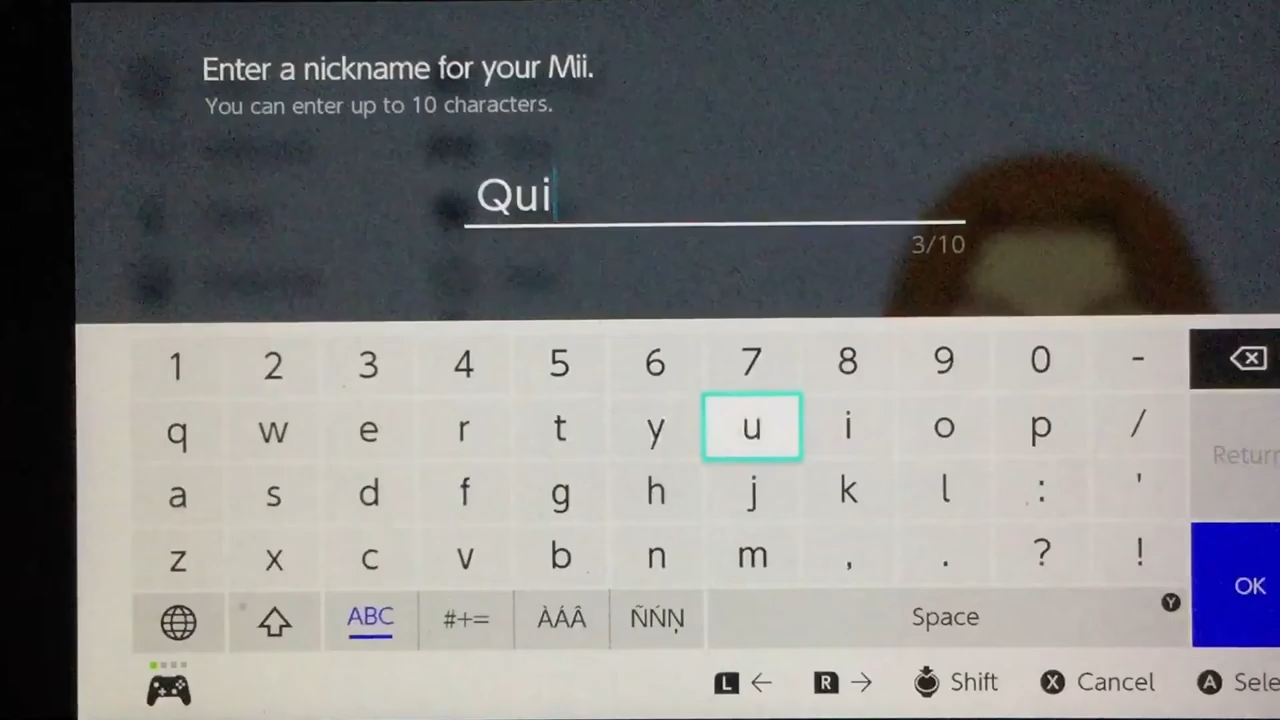 Enter a nickname for your Mii.
You can enter up to 10 characters.
Qui
3/10
1 2 3 4 5 6 7 8 9 0 -
q w e r t y u i o p /
Return
a s d f g h j k l : '
z x c v b n m , . ? !
OK
ABC #+= ÀÁÂ ÑŃŅ Space Y
L ← R → Shift X Cancel A Sele